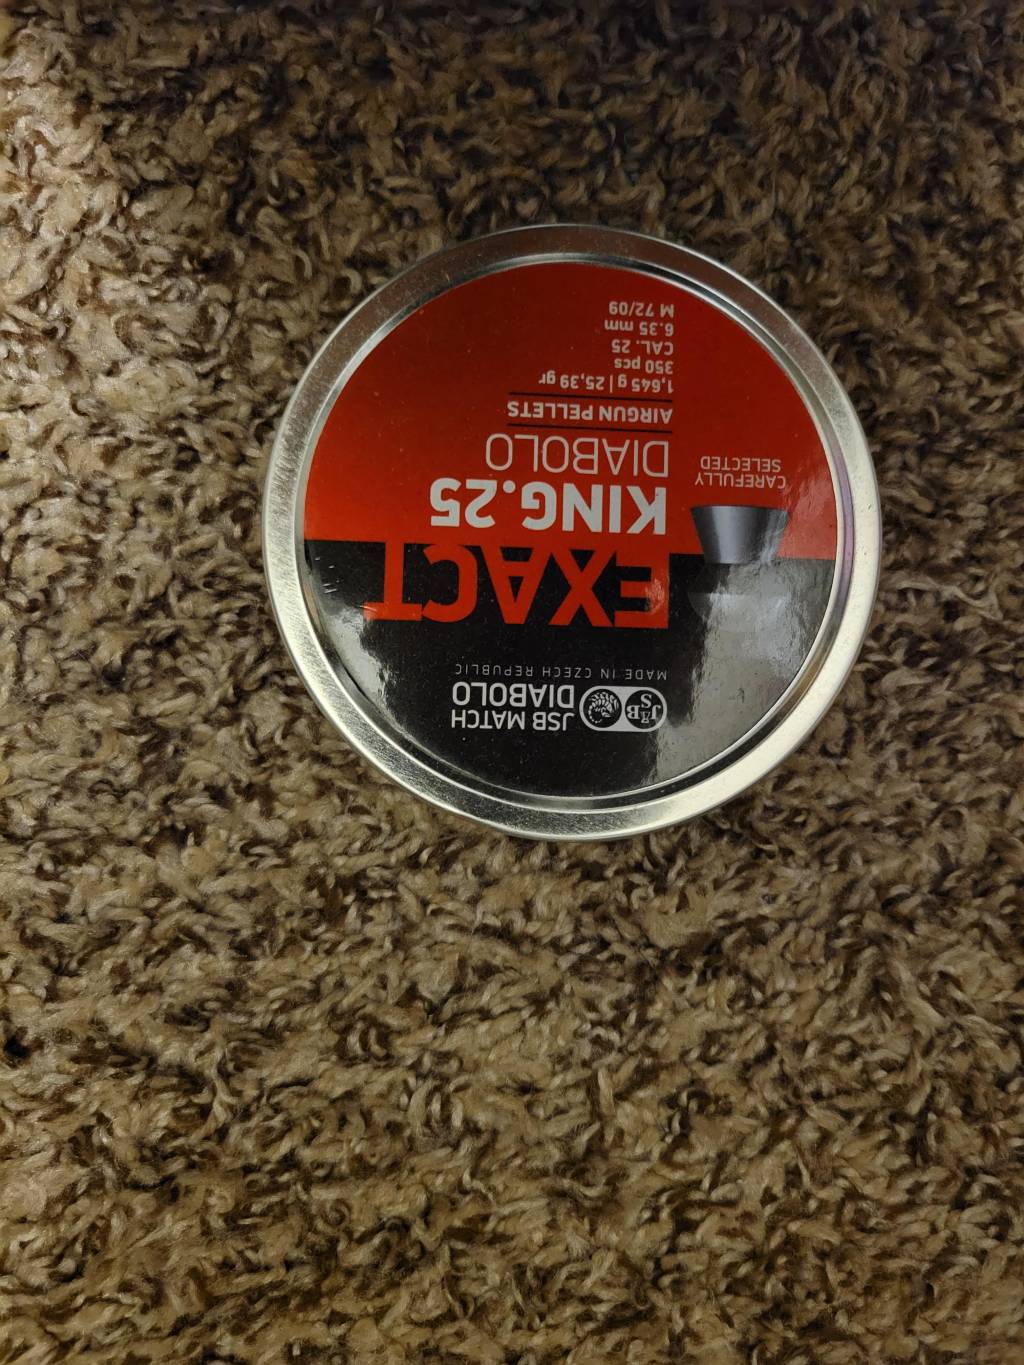 JSB
JSB MATCH
DIABOLO
MADE IN CZECH REPUBLIC
EXACT
KING.25
DIABOLO
AIRGUN PELLETS
1,645 g | 25,39 gr
350 pcs
CAL. 25
6.35 mm
M 72/09
CAREFULLY
SELECTED